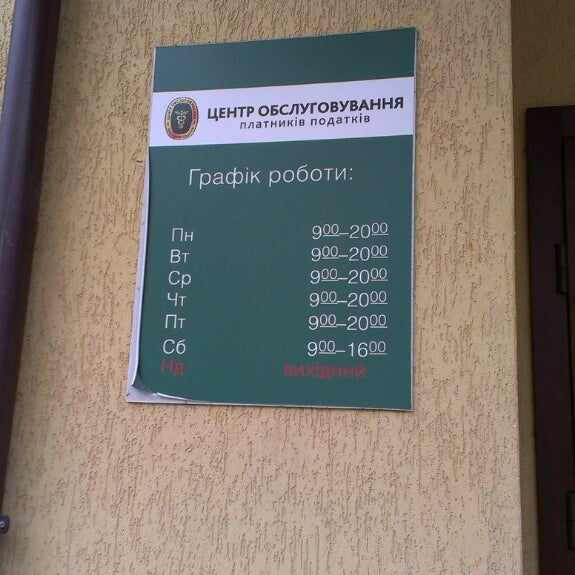 ЦЕНТР ОБСЛУГОВУВАННЯ
платників податків
Графік роботи:
Пн 900–2000
Вт 900–2000
Ср 900–2000
Чт 900–2000
Пт 900–2000
Сб 900–1600
Нд вихідний